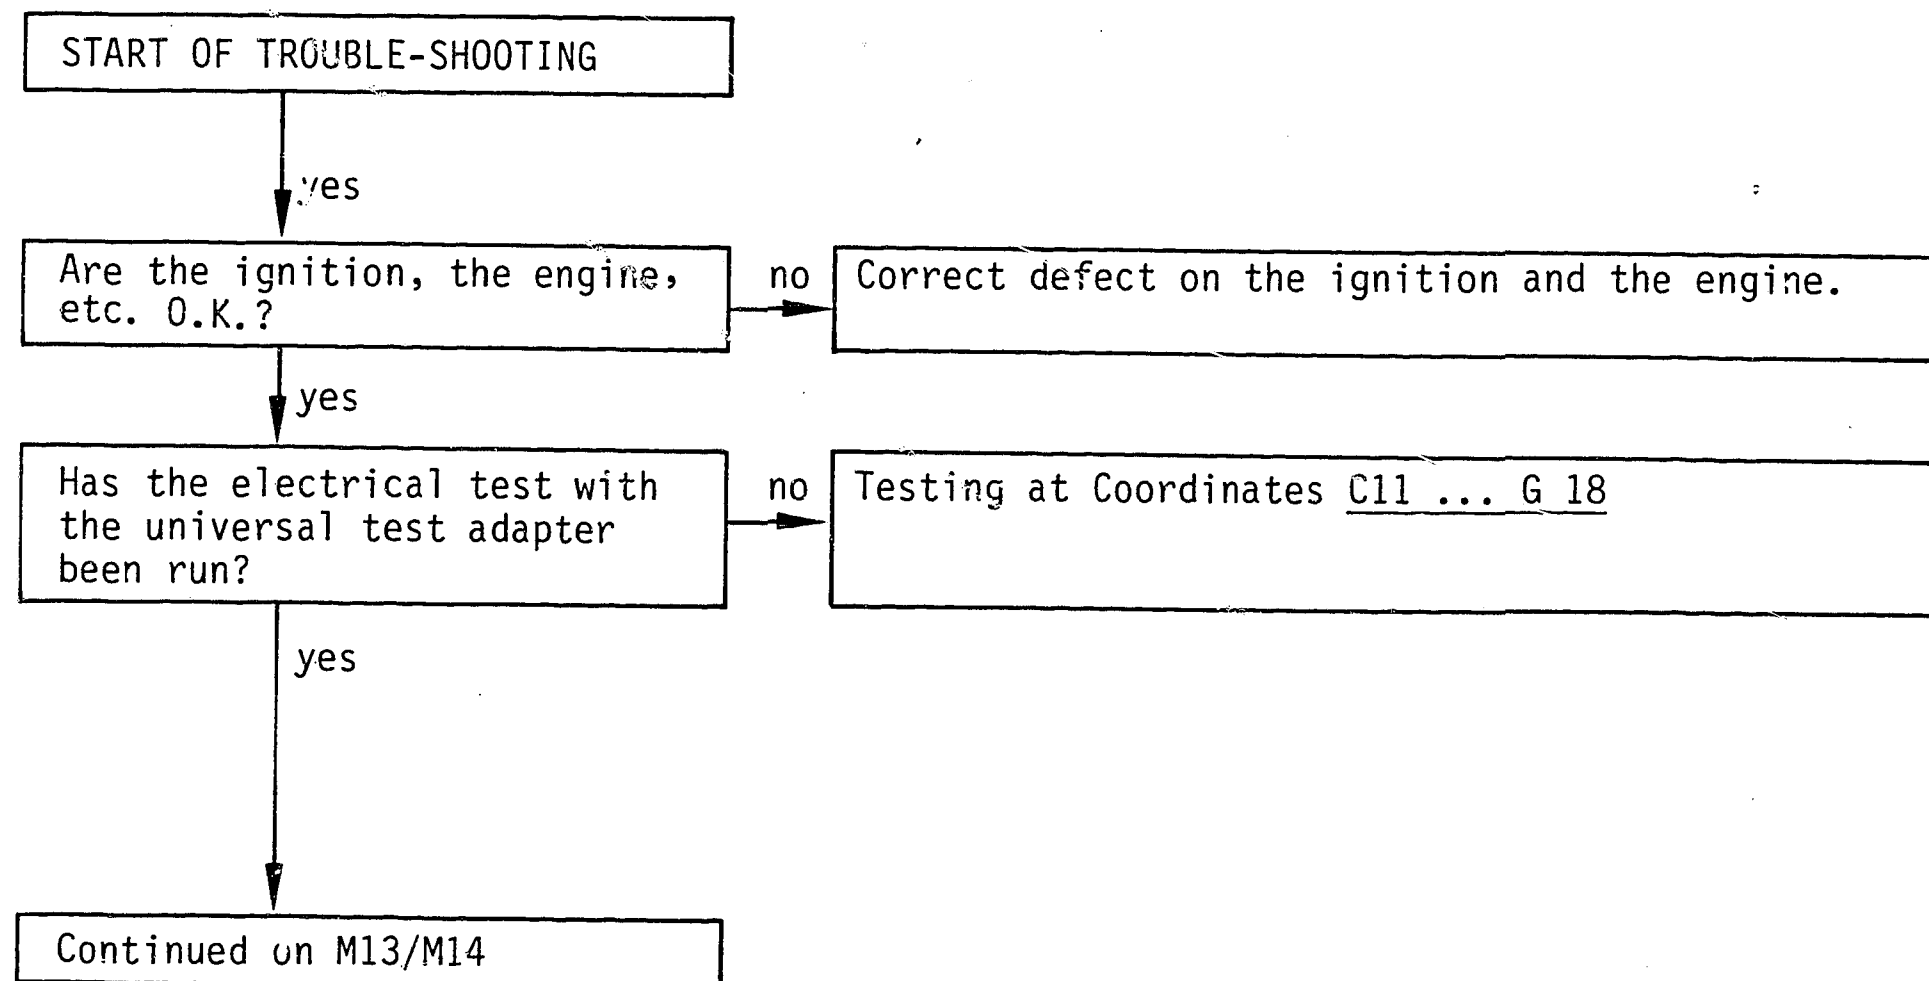 START OF TROUBLE-SHOOTING
yes
Are the ignition, the engine,
etc. O.K.?
no
Correct defect on the ignition and the engine.
yes
Has the electrical test with
the universal test adapter
been run?
no
Testing at Coordinates C11 ... G 18
yes
Continued on M13/M14